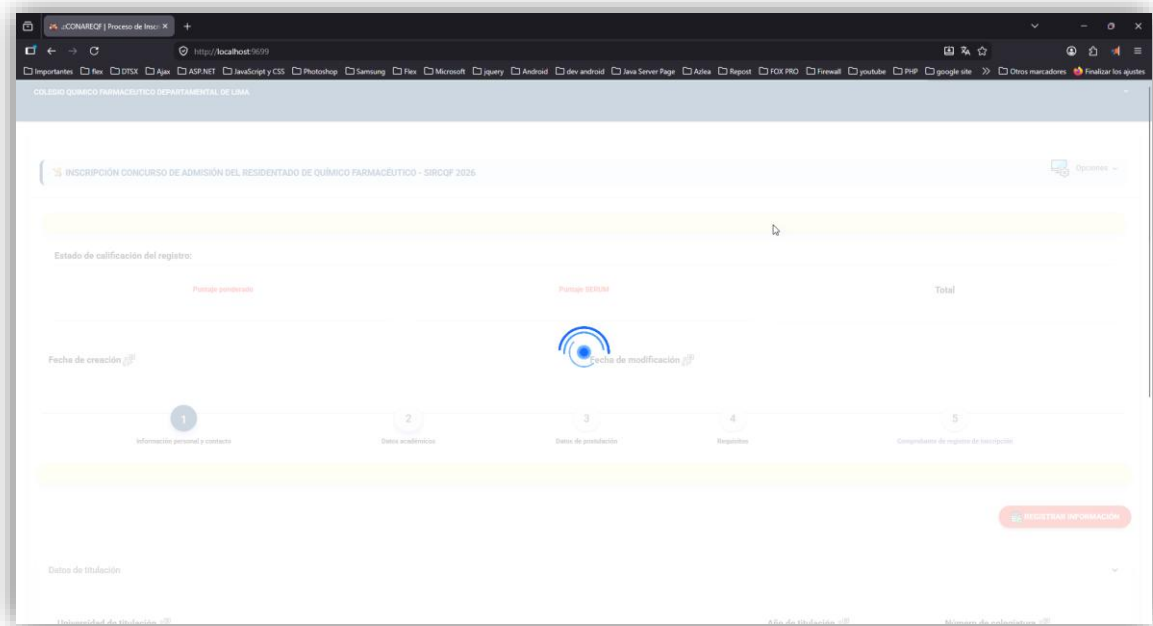 .:CONAREQF | Proceso de Inscr
http://localhost:9699
Importantes flex DTSX Ajax ASP.NET JavaScript y CSS Photoshop Samsung Flex Microsoft jquery Android dev android Java Server Page Azlea Repost FOX PRO Firewall youtube PHP google site Otros marcadores Finalizar los ajustes
COLEGIO QUÍMICO FARMACEÚTICO DEPARTAMENTAL DE LIMA
INSCRIPCIÓN CONCURSO DE ADMISIÓN DEL RESIDENTADO DE QUÍMICO FARMACÉUTICO - SIRCQF 2026
Opciones
Estado de calificación del registro:
Puntaje ponderado Puntaje SERUM Total
Fecha de creación Fecha de modificación
1 2 3 4 5
Información personal y contacto Datos académicos Datos de postulación Requisitos Comprobante de registro de inscripción
REGISTRAR INFORMACIÓN
Datos de titulación
Universidad de titulación Año de titulación Número de colegiatura